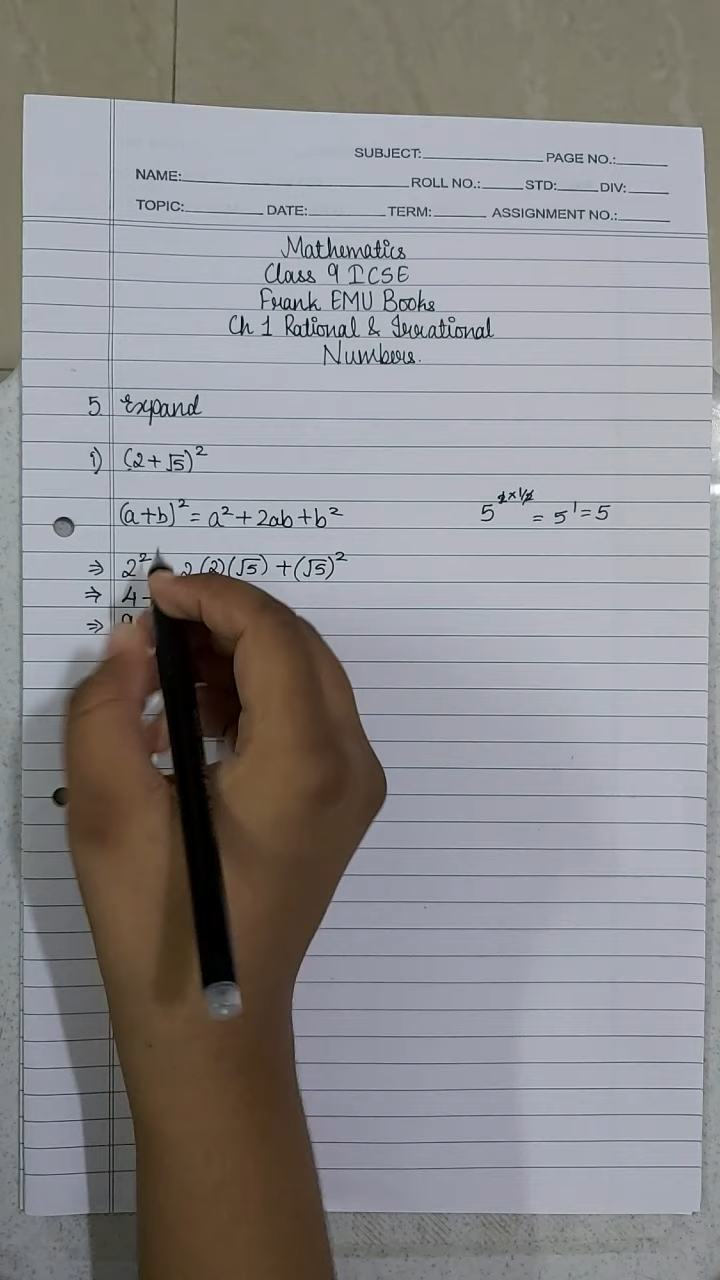 SUBJECT: PAGE NO.:
NAME: ROLL NO.: STD: DIV:
TOPIC: DATE: TERM: ASSIGNMENT NO.:
Mathematics
Class 9 ICSE
Frank EMU Books
Ch 1 Rational & Irrational
Numbers.
5. Expand
i) (2+√5)²
(a+b)² = a² + 2ab + b²
5^(2×1/2) = 5¹ = 5
⇒ 2² 2(2)(√5) + (√5)²
⇒ 4
⇒ 9